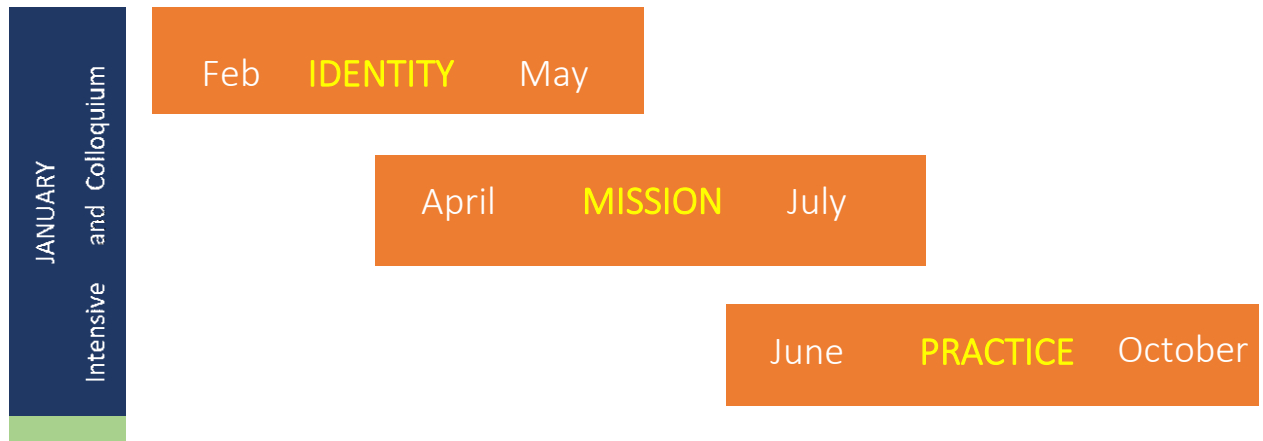 JANUARY
Intensive and Colloquium
Feb IDENTITY May
April MISSION July
June PRACTICE October